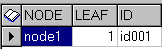 NODE LEAF ID
node1 1 id001